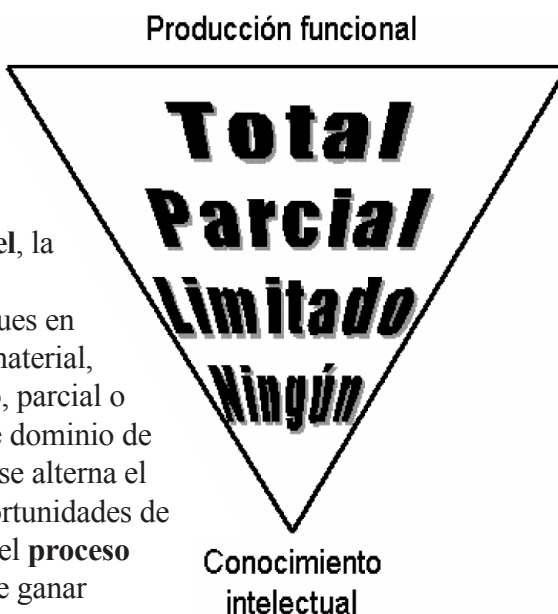 Producción funcional
Total
Parcial
Limitado
Ningún
Conocimiento
intelectual
el, la
ues en
material,
, parcial o
e dominio de
se alterna el
ortunidades de
el proceso
e ganar